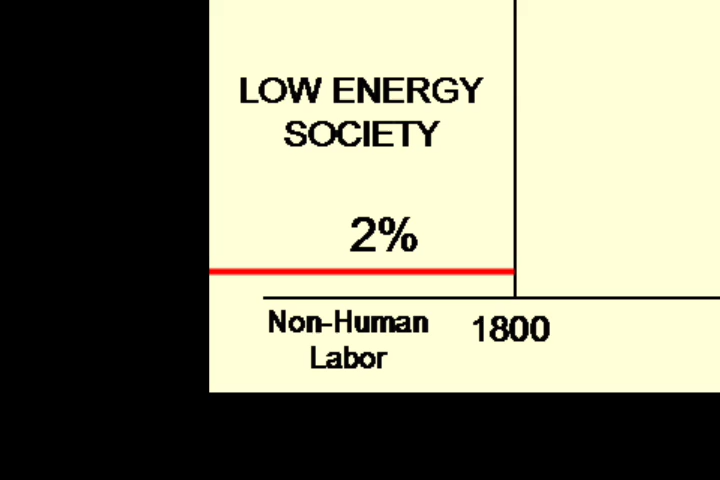 LOW ENERGY
SOCIETY
2%
Non-Human
Labor
1800